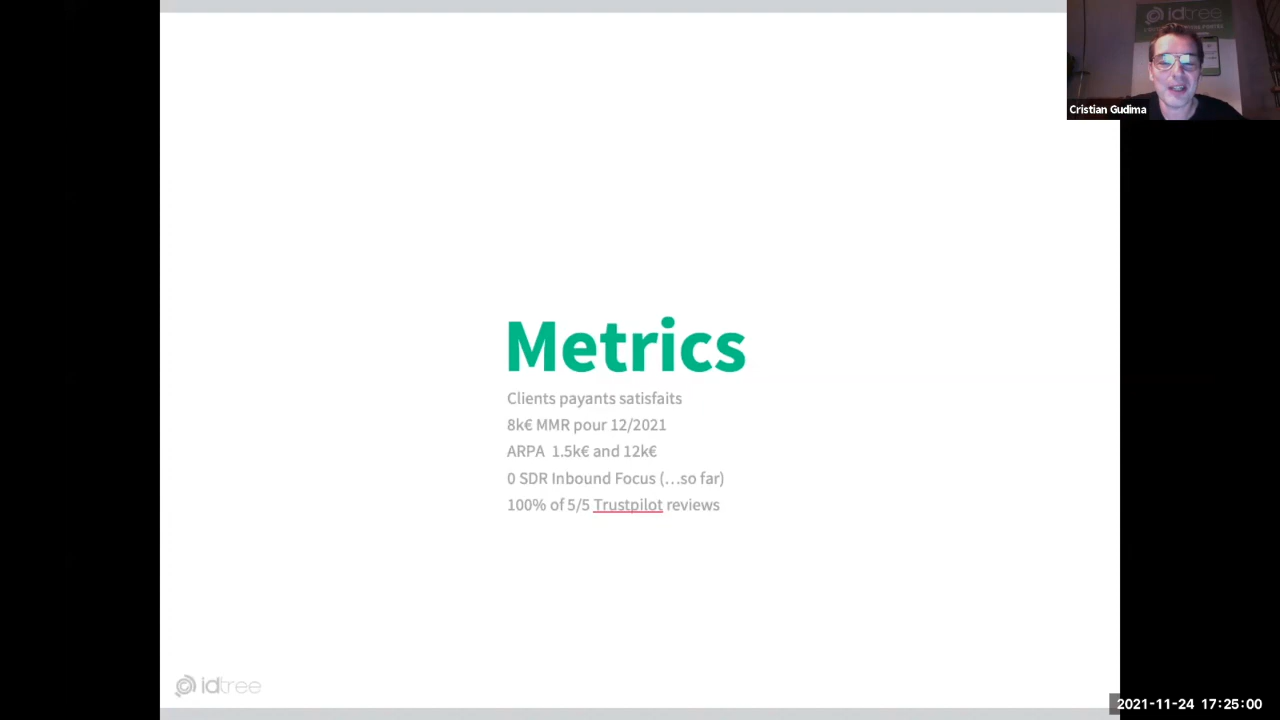 idtree
Cristian Gudima
Metrics
Clients payants satisfaits
8k€ MMR pour 12/2021
ARPA 1.5k€ and 12k€
0 SDR Inbound Focus (…so far)
100% of 5/5 Trustpilot reviews
idtree
2021-11-24 17:25:00